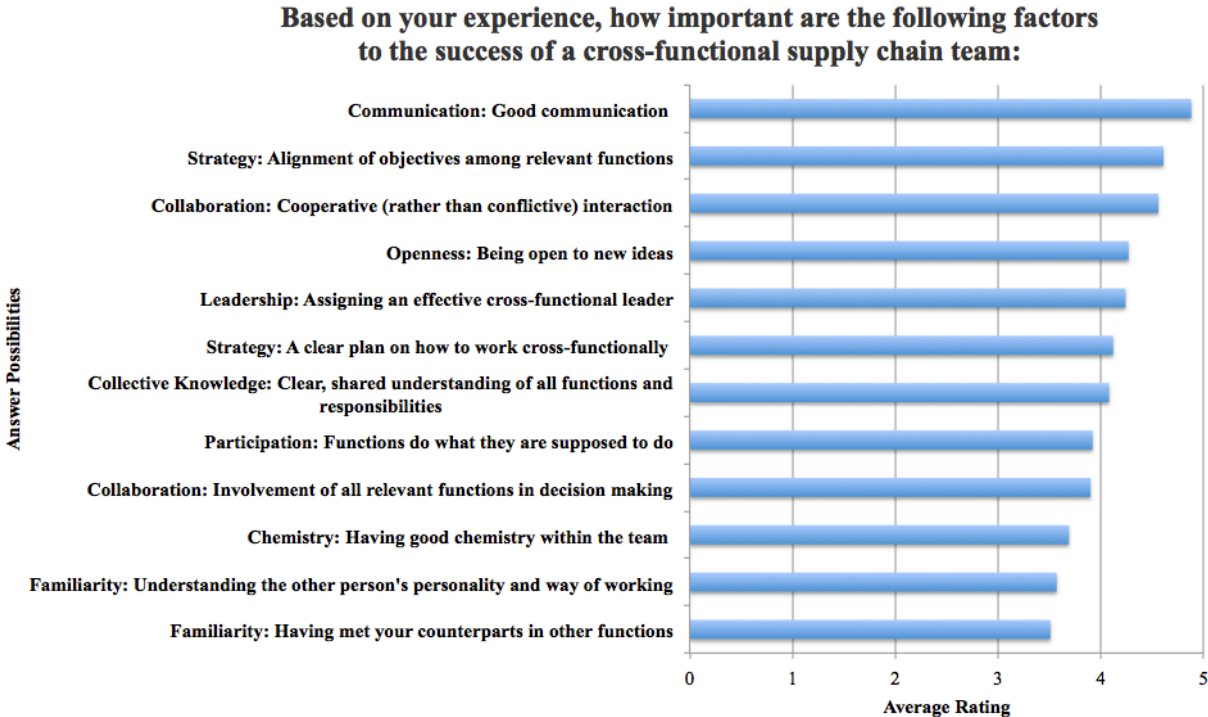 Based on your experience, how important are the following factors
to the success of a cross-functional supply chain team:
Answer Possibilities
Communication: Good communication
Strategy: Alignment of objectives among relevant functions
Collaboration: Cooperative (rather than conflictive) interaction
Openness: Being open to new ideas
Leadership: Assigning an effective cross-functional leader
Strategy: A clear plan on how to work cross-functionally
Collective Knowledge: Clear, shared understanding of all functions and
responsibilities
Participation: Functions do what they are supposed to do
Collaboration: Involvement of all relevant functions in decision making
Chemistry: Having good chemistry within the team
Familiarity: Understanding the other person's personality and way of working
Familiarity: Having met your counterparts in other functions
0 1 2 3 4 5
Average Rating